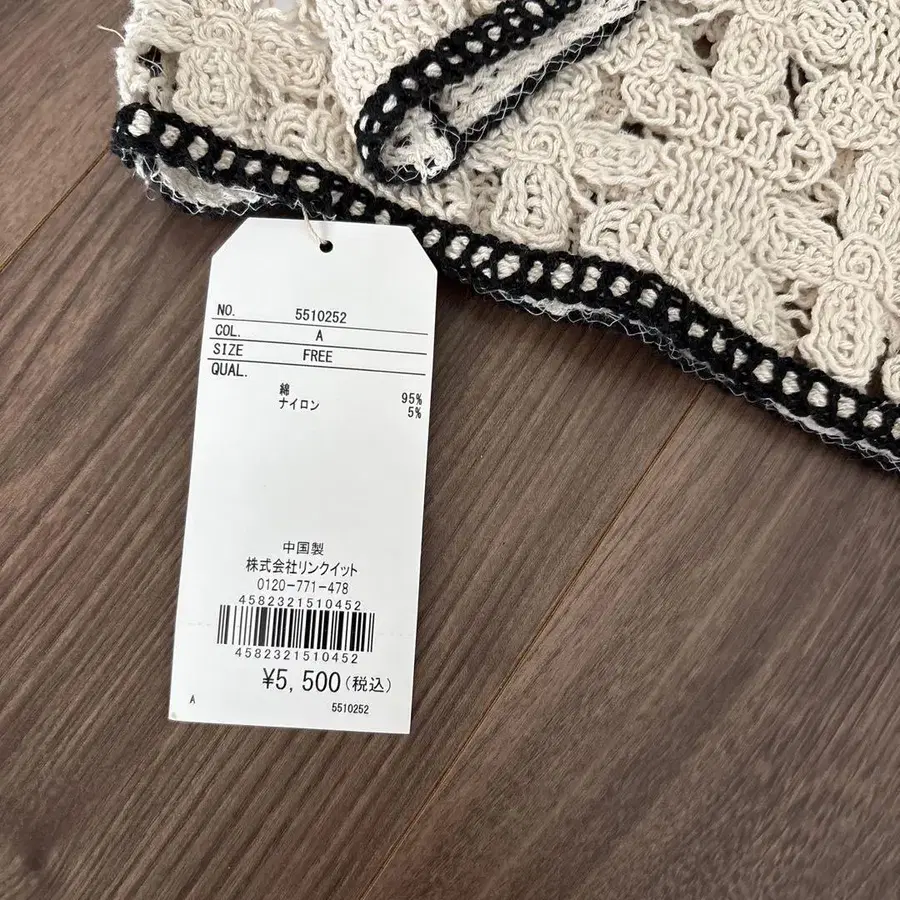 NO. 5510252
COL. A
SIZE FREE
QUAL.
綿 95%
ナイロン 5%
中国製
株式会社リンクイット
0120-771-478
4582321510452
4582321510452
¥5,500(税込)
A 5510252